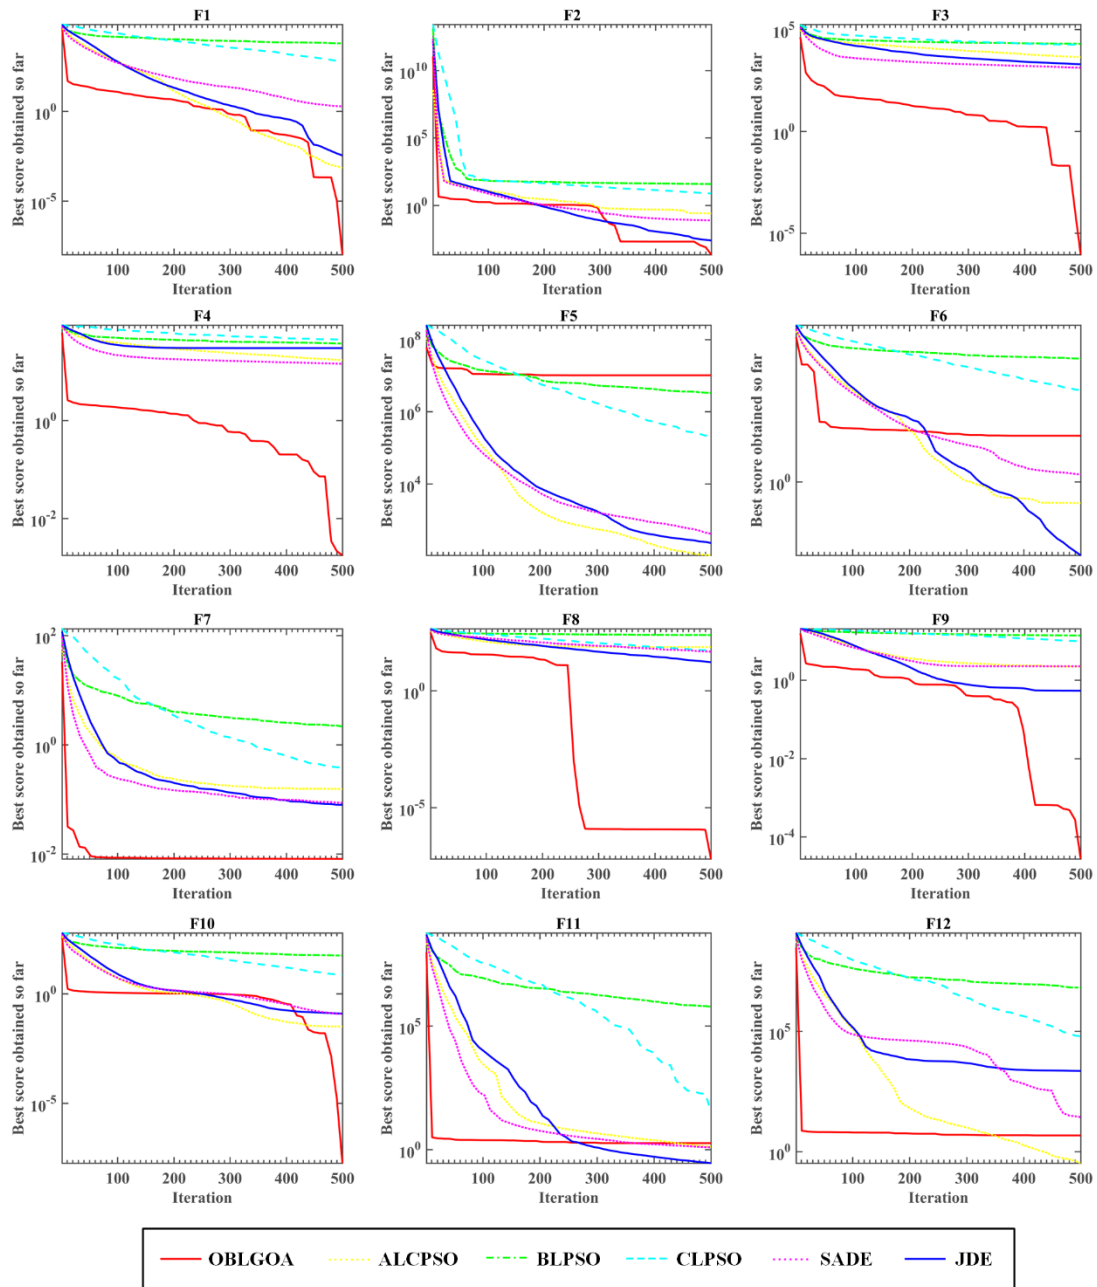 F1
Best score obtained so far
10^0
10^-5
100 200 300 400 500
Iteration
F2
Best score obtained so far
10^10
10^5
10^0
100 200 300 400 500
Iteration
F3
Best score obtained so far
10^5
10^0
10^-5
100 200 300 400 500
Iteration
F4
Best score obtained so far
10^0
10^-2
100 200 300 400 500
Iteration
F5
Best score obtained so far
10^8
10^6
10^4
100 200 300 400 500
Iteration
F6
Best score obtained so far
10^0
100 200 300 400 500
Iteration
F7
Best score obtained so far
10^2
10^0
10^-2
100 200 300 400 500
Iteration
F8
Best score obtained so far
10^0
10^-5
100 200 300 400 500
Iteration
F9
Best score obtained so far
10^0
10^-2
10^-4
100 200 300 400 500
Iteration
F10
Best score obtained so far
10^0
10^-5
100 200 300 400 500
Iteration
F11
Best score obtained so far
10^5
10^0
100 200 300 400 500
Iteration
F12
Best score obtained so far
10^5
10^0
100 200 300 400 500
Iteration
OBLGOA ALCPSO BLPSO CLPSO SADE JDE